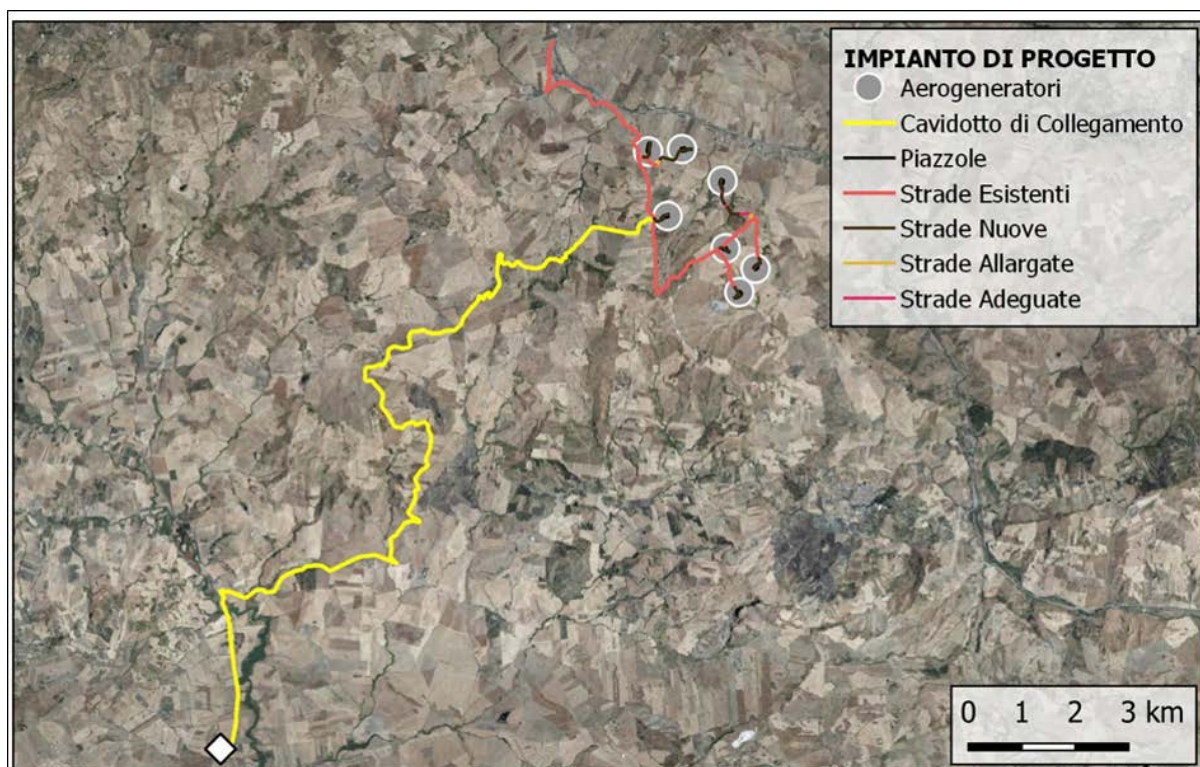 IMPIANTO DI PROGETTO
Aerogeneratori
Cavidotto di Collegamento
Piazzole
Strade Esistenti
Strade Nuove
Strade Allargate
Strade Adeguate
0 1 2 3 km